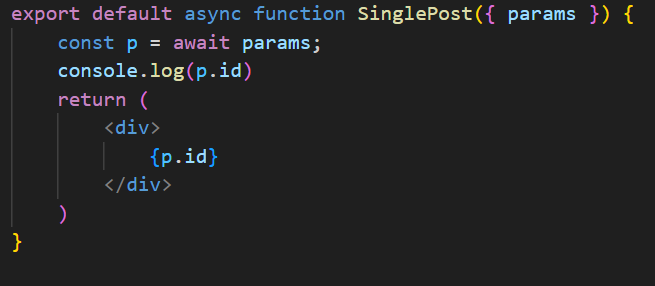 export default async function SinglePost({ params }) {
    const p = await params;
    console.log(p.id)
    return (
        <div>
            {p.id}
        </div>
    )
}